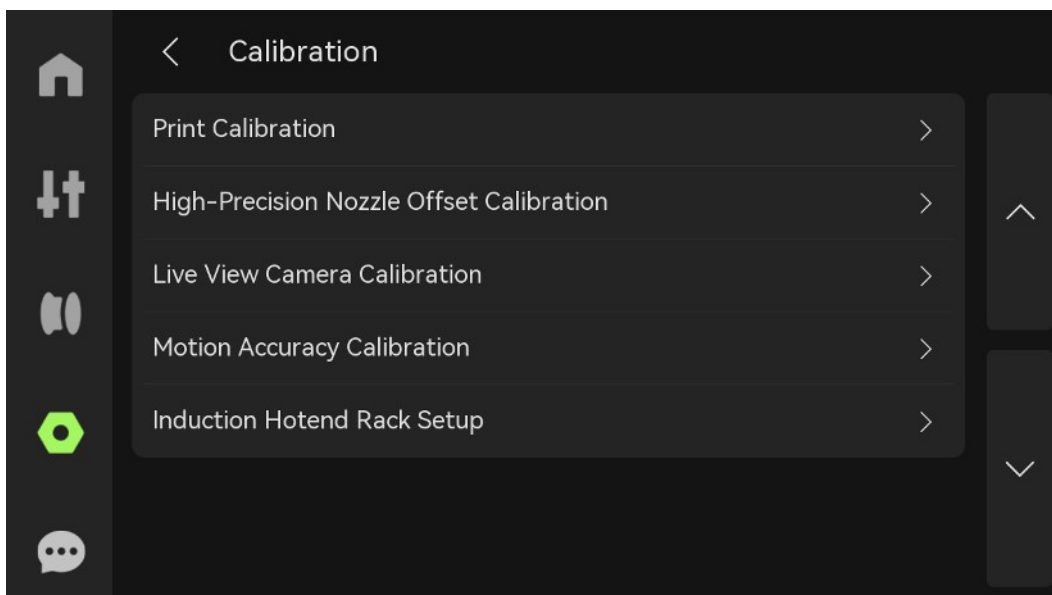 Calibration
Print Calibration
High-Precision Nozzle Offset Calibration
Live View Camera Calibration
Motion Accuracy Calibration
Induction Hotend Rack Setup